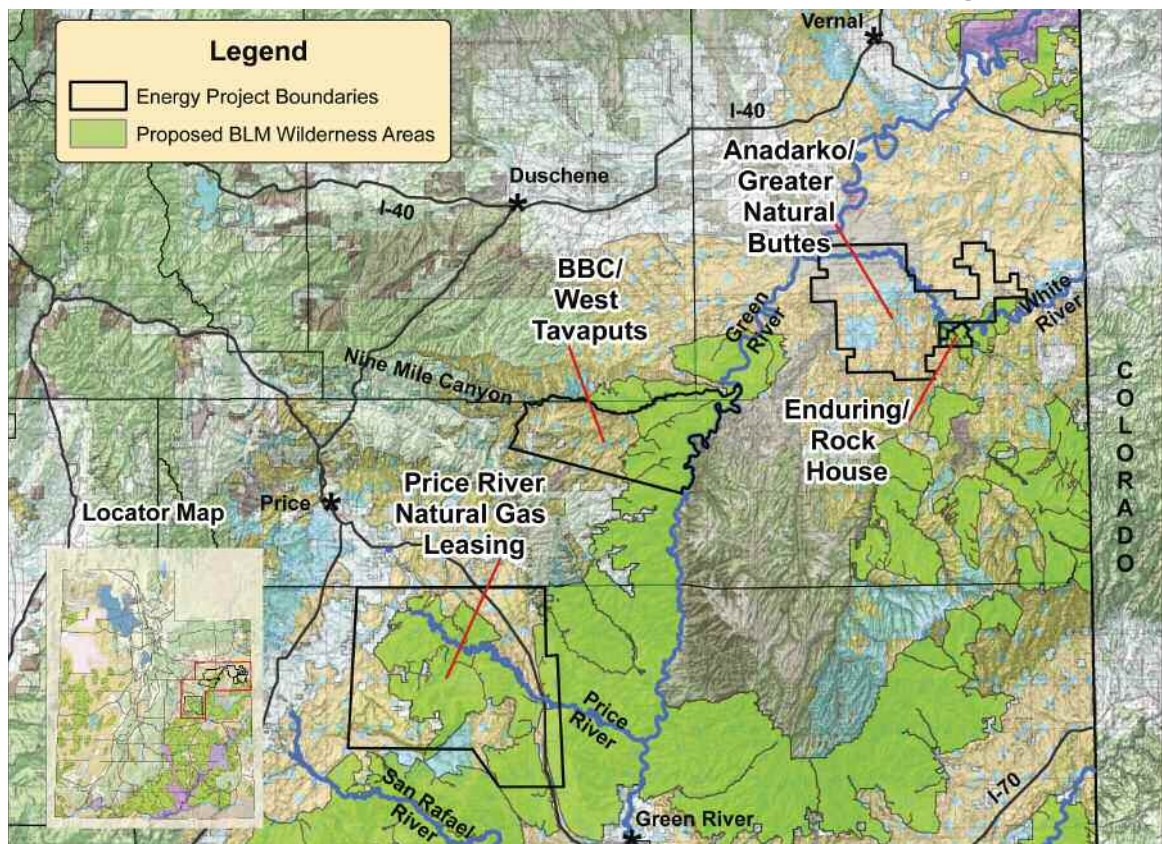 Legend
Energy Project Boundaries
Proposed BLM Wilderness Areas
Vernal
I-40
Anadarko/
Greater
Natural
Buttes
Duschene
I-40
BBC/
West
Tavaputs
Green
River
White
River
Nine Mile Canyon
COLORADO
Enduring/
Rock
House
Price River
Natural Gas
Leasing
Price
Locator Map
Price
River
San Rafael
River
Green River
I-70